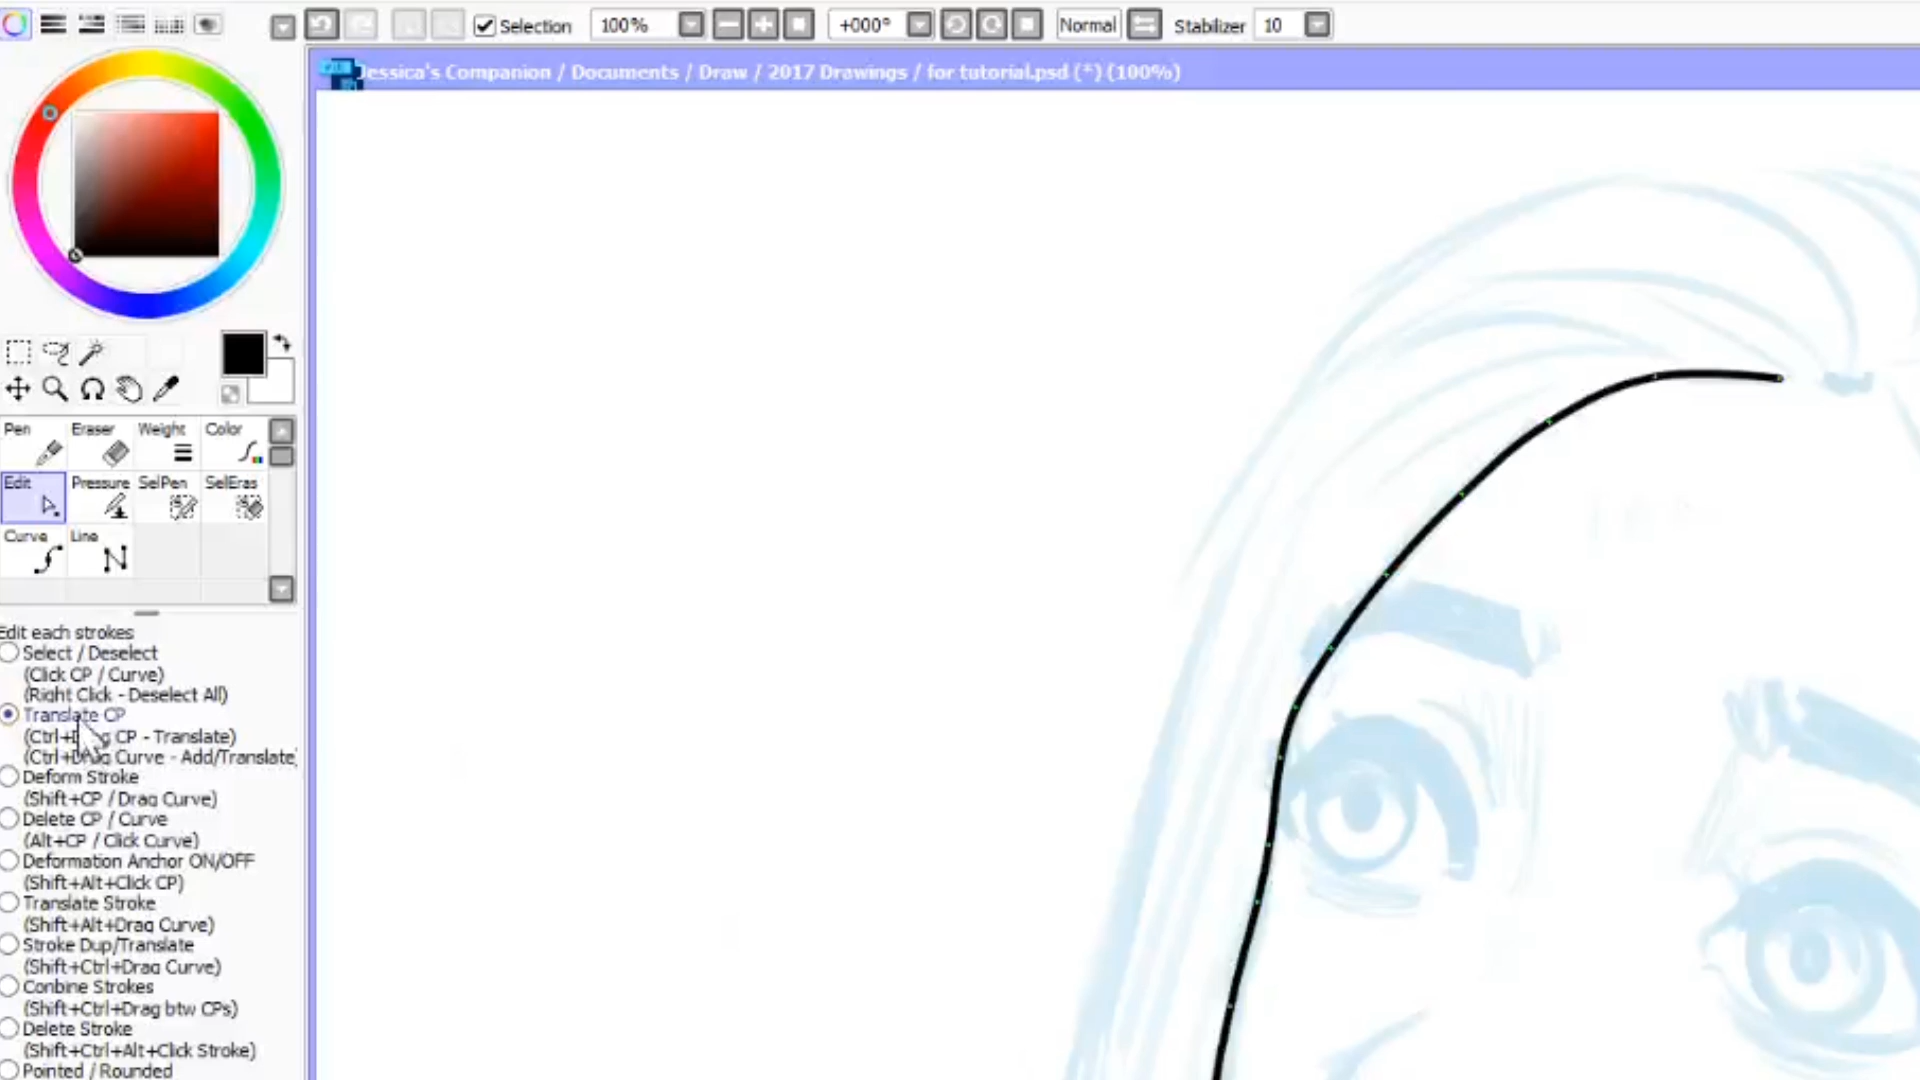 Selection 100% +000° Normal Stabilizer 10
Jessica's Companion / Documents / Draw / 2017 Drawings / for tutorial.psd (*) (100%)
Pen Eraser Weight Color
Edit Pressure SelPen SelEras
Curve Line
Edit each strokes
Select / Deselect
(Click CP / Curve)
(Right Click - Deselect All)
Translate CP
(Ctrl+Drag CP - Translate)
(Ctrl+Drag Curve - Add/Translate)
Deform Stroke
(Shift+CP / Drag Curve)
Delete CP / Curve
(Alt+CP / Click Curve)
Deformation Anchor ON/OFF
(Shift+Alt+Click CP)
Translate Stroke
(Shift+Alt+Drag Curve)
Stroke Dup/Translate
(Shift+Ctrl+Drag Curve)
Conbine Strokes
(Shift+Ctrl+Drag btw CPs)
Delete Stroke
(Shift+Ctrl+Alt+Click Stroke)
Pointed / Rounded